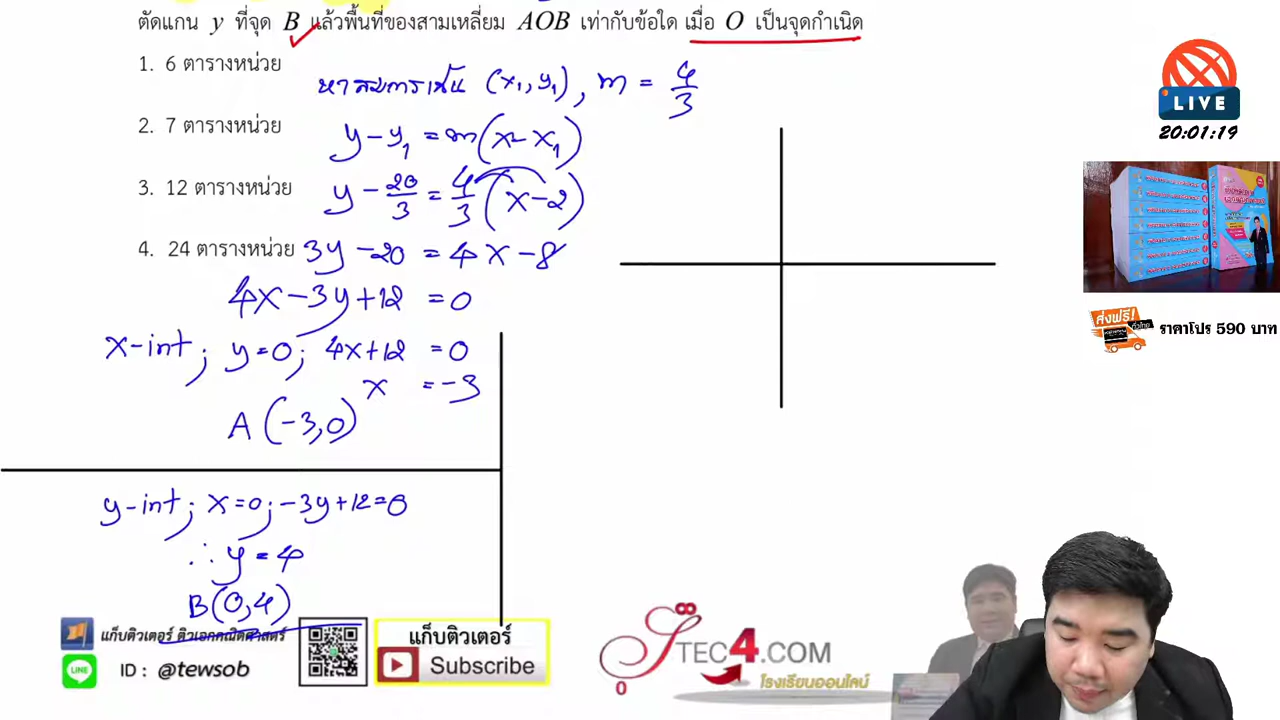 ตัดแกน y ที่จุด B แล้วพื้นที่ของสามเหลี่ยม AOB เท่ากับข้อใด เมื่อ O เป็นจุดกำเนิด
1. 6 ตารางหน่วย
หาสมการเส้น (x₁, y₁), m = 4/3
2. 7 ตารางหน่วย
y - y₁ = m(x - x₁)
3. 12 ตารางหน่วย
y - 20/3 = 4/3 (x - 2)
4. 24 ตารางหน่วย
3y - 20 = 4x - 8
4x - 3y + 12 = 0
x-int; y = 0; 4x + 12 = 0
x = -3
A(-3,0)
y-int; x = 0; -3y + 12 = 0
∴ y = 4
B(0,4)
LIVE
20:01:19
ส่งฟรี!
ทั่วไทย
ราคาโปร 590 บาท
แก็บติวเตอร์ ติวเอกคณิตศาสตร์
LINE
ID : @tewsob
แก็บติวเตอร์
Subscribe
TEC4.COM
โรงเรียนออนไลน์